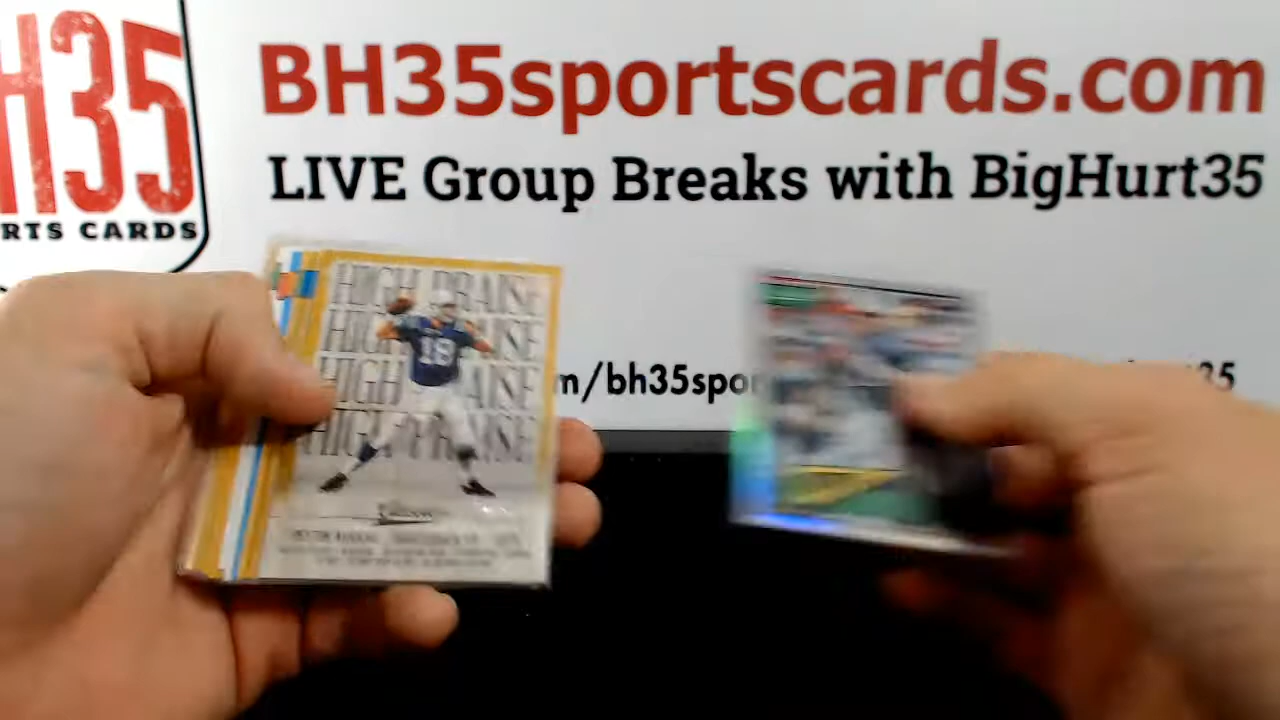 H35
RTS CARDS
BH35sportscards.com
LIVE Group Breaks with BigHurt35
m/bh35spor
35
HIGH PRAISE
HIGH PRAISE
HIGH PRAISE
HIGH PRAISE
18